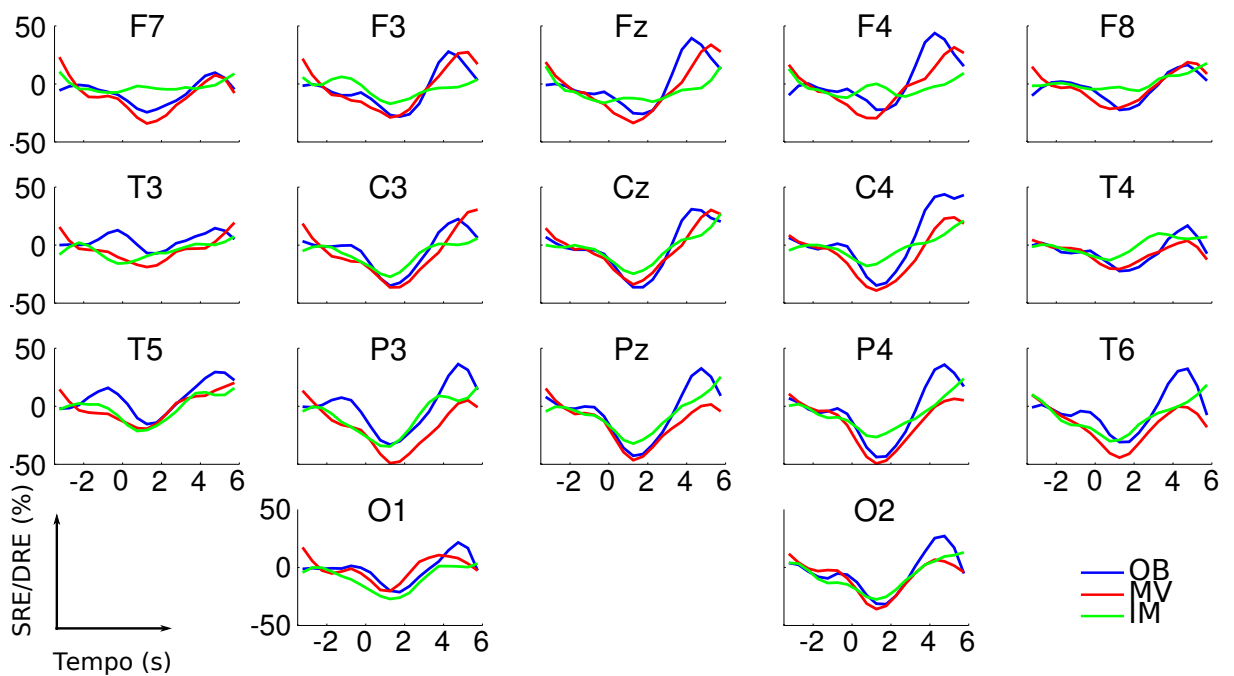 50 F7 F3 Fz F4 F8
0
-50
50 T3 C3 Cz C4 T4
0
-50
50 T5 P3 Pz P4 T6
0
-50
-2 0 2 4 6 -2 0 2 4 6 -2 0 2 4 6
50 O1 O2
0
-50
-2 0 2 4 6 -2 0 2 4 6
SRE/DRE (%)
Tempo (s)
OB
MV
IM